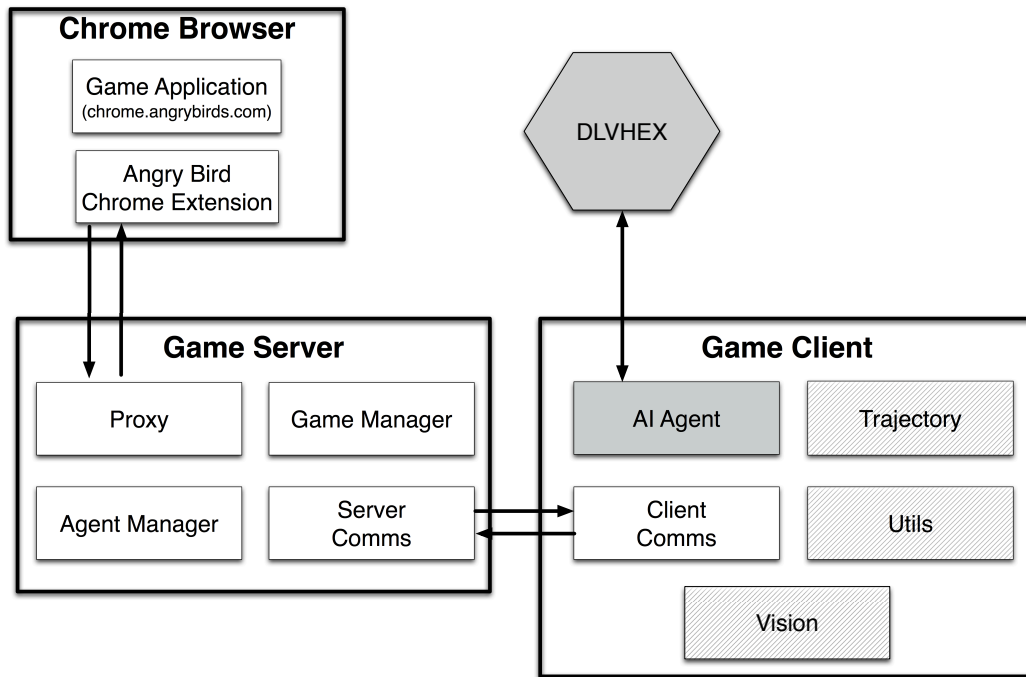 Chrome Browser
Game Application
(chrome.angrybirds.com)
Angry Bird
Chrome Extension
DLVHEX
Game Server
Proxy
Game Manager
Agent Manager
Server
Comms
Game Client
AI Agent
Trajectory
Client
Comms
Utils
Vision